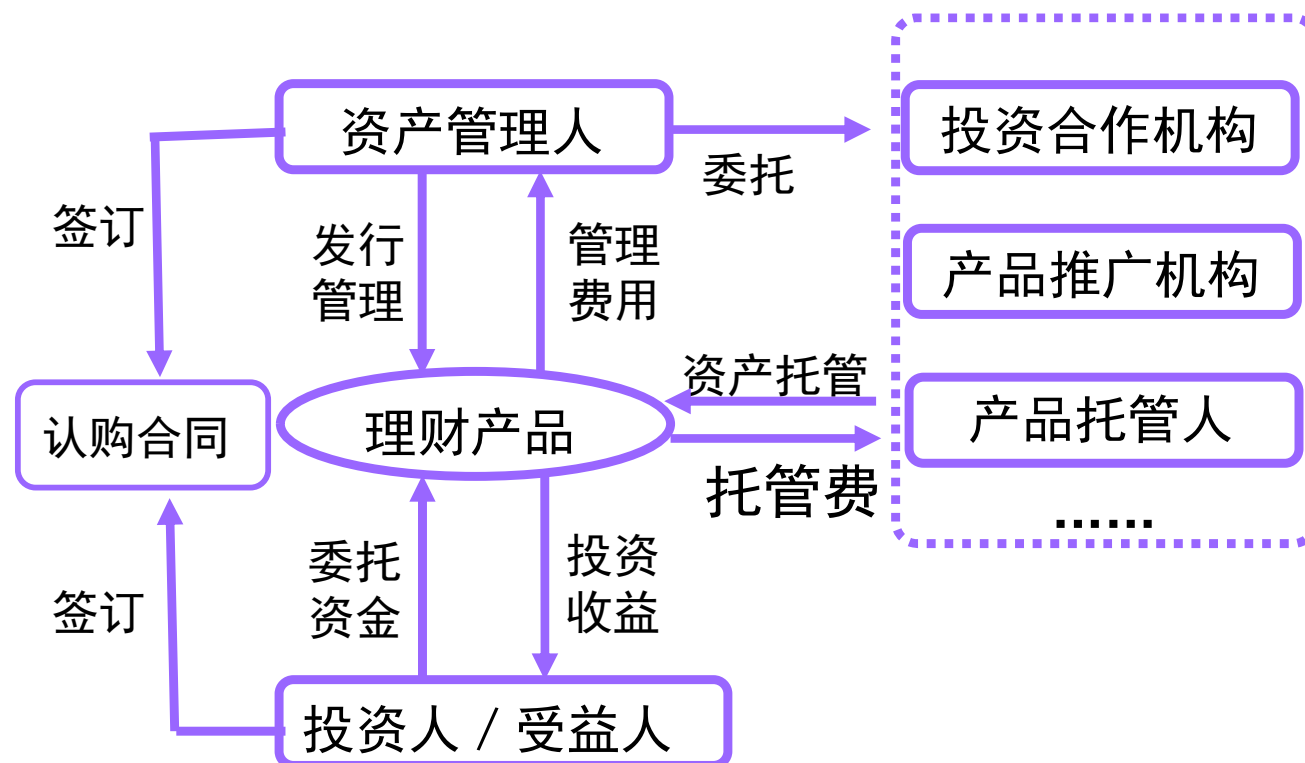 资产管理人
投资合作机构
委托
签订
发行
管理
管理
费用
产品推广机构
资产托管
认购合同
理财产品
产品托管人
托管费
……
签订
委托
资金
投资
收益
投资人 / 受益人